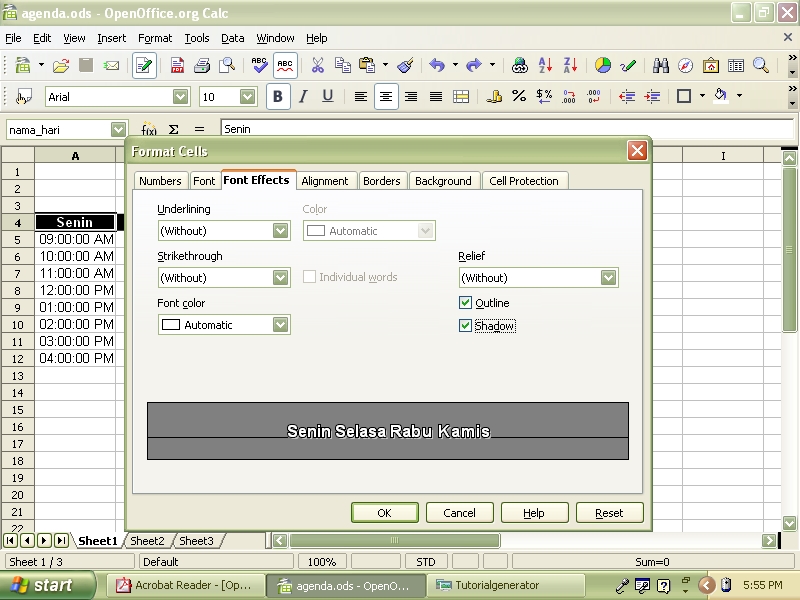 agenda.ods - OpenOffice.org Calc
File Edit View Insert Format Tools Data Window Help
Arial 10
nama_hari f(x) Σ = Senin
A I
1
2
3
4 Senin
5 09:00:00 AM
6 10:00:00 AM
7 11:00:00 AM
8 12:00:00 PM
9 01:00:00 PM
10 02:00:00 PM
11 03:00:00 PM
12 04:00:00 PM
13
14
15
16
17
18
19
20
21
22
Format Cells
Numbers Font Font Effects Alignment Borders Background Cell Protection
Underlining Color
(Without) Automatic
Strikethrough Relief
(Without) Individual words (Without)
Font color Outline
Automatic Shadow
Senin Selasa Rabu Kamis
OK Cancel Help Reset
Sheet1 Sheet2 Sheet3
Sheet 1 / 3 Default 100% STD Sum=0
start Acrobat Reader - [Op... agenda.ods - OpenO... Tutorialgenerator 5:55 PM